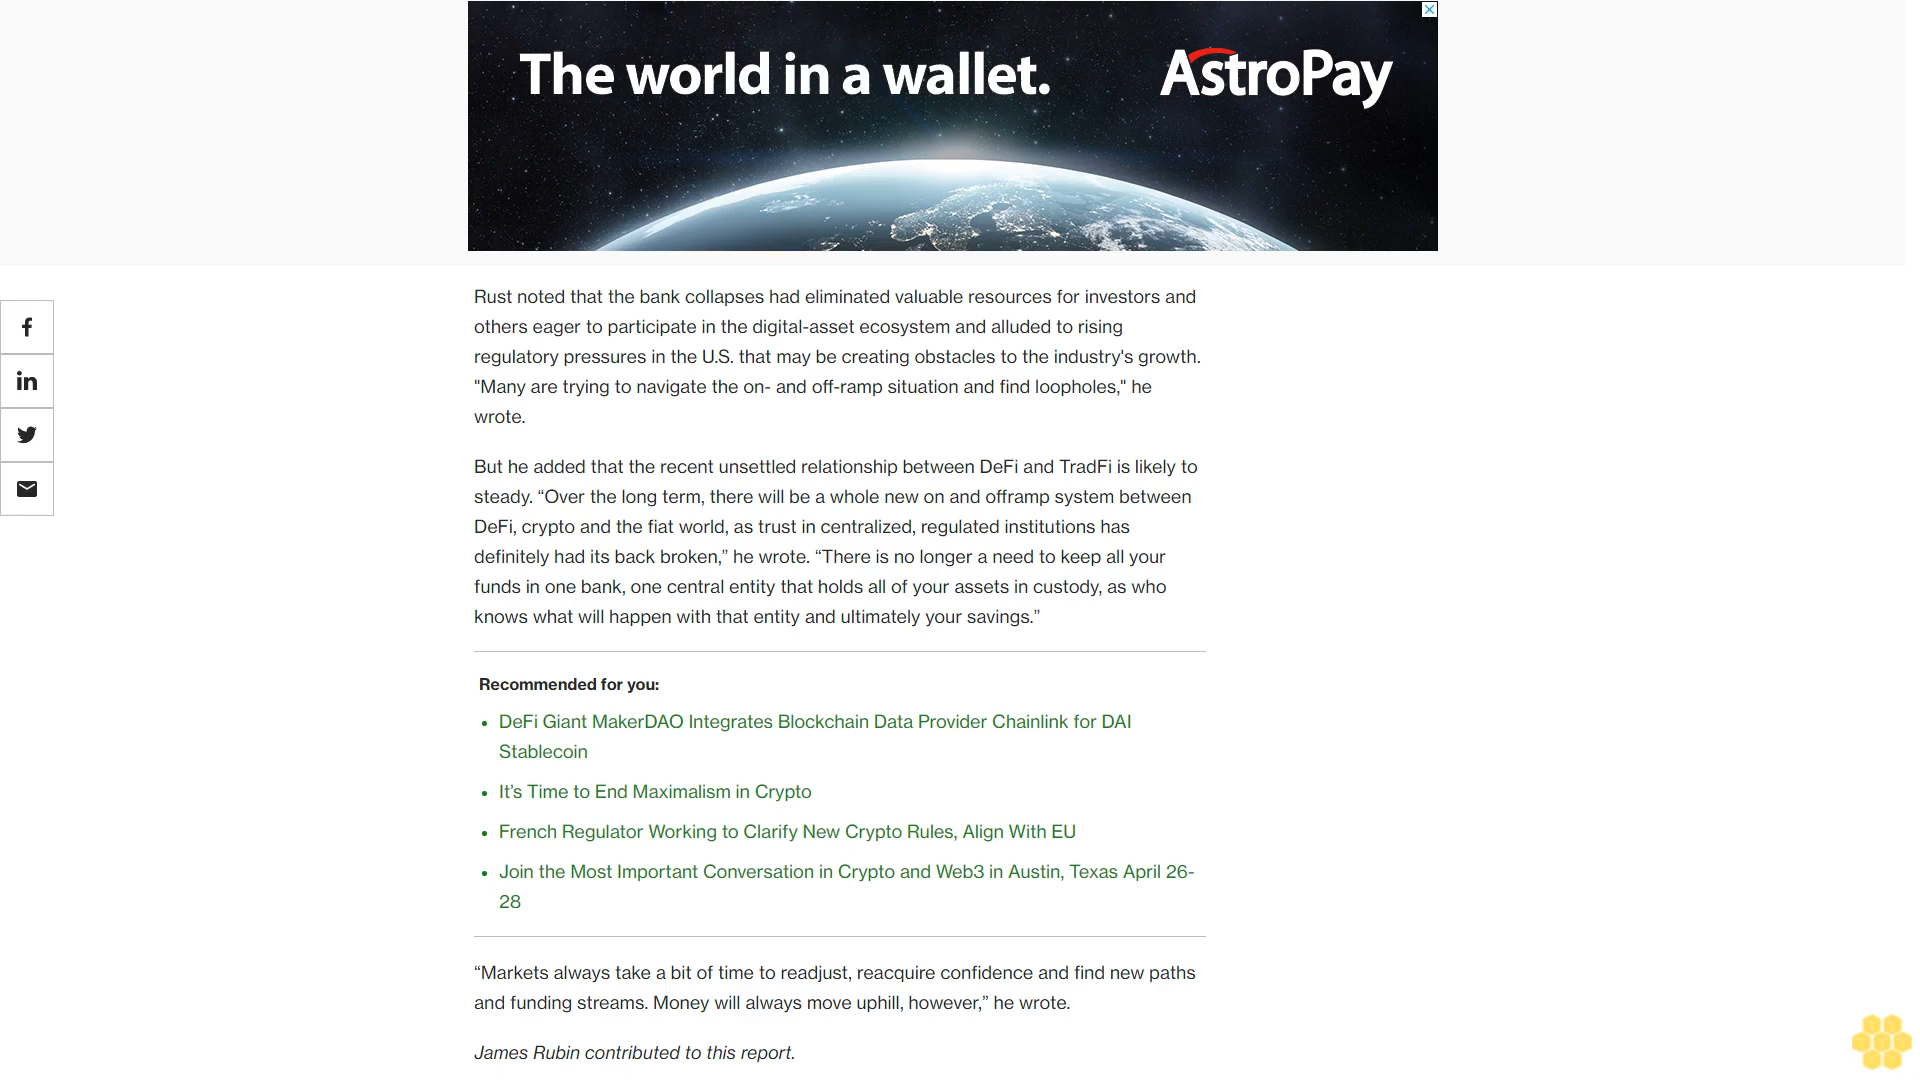 The world in a wallet.
AstroPay
Rust noted that the bank collapses had eliminated valuable resources for investors and
others eager to participate in the digital-asset ecosystem and alluded to rising
regulatory pressures in the U.S. that may be creating obstacles to the industry's growth.
"Many are trying to navigate the on- and off-ramp situation and find loopholes," he
wrote.
But he added that the recent unsettled relationship between DeFi and TradFi is likely to
steady. “Over the long term, there will be a whole new on and offramp system between
DeFi, crypto and the fiat world, as trust in centralized, regulated institutions has
definitely had its back broken,” he wrote. “There is no longer a need to keep all your
funds in one bank, one central entity that holds all of your assets in custody, as who
knows what will happen with that entity and ultimately your savings.”
Recommended for you:
DeFi Giant MakerDAO Integrates Blockchain Data Provider Chainlink for DAI
Stablecoin
It’s Time to End Maximalism in Crypto
French Regulator Working to Clarify New Crypto Rules, Align With EU
Join the Most Important Conversation in Crypto and Web3 in Austin, Texas April 26-
28
“Markets always take a bit of time to readjust, reacquire confidence and find new paths
and funding streams. Money will always move uphill, however,” he wrote.
James Rubin contributed to this report.